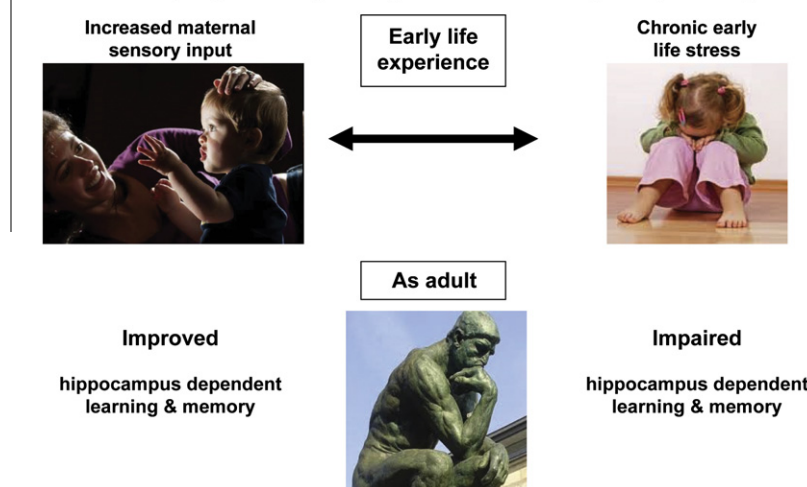 Increased maternal
sensory input
Early life
experience
Chronic early
life stress
As adult
Improved
hippocampus dependent
learning & memory
Impaired
hippocampus dependent
learning & memory